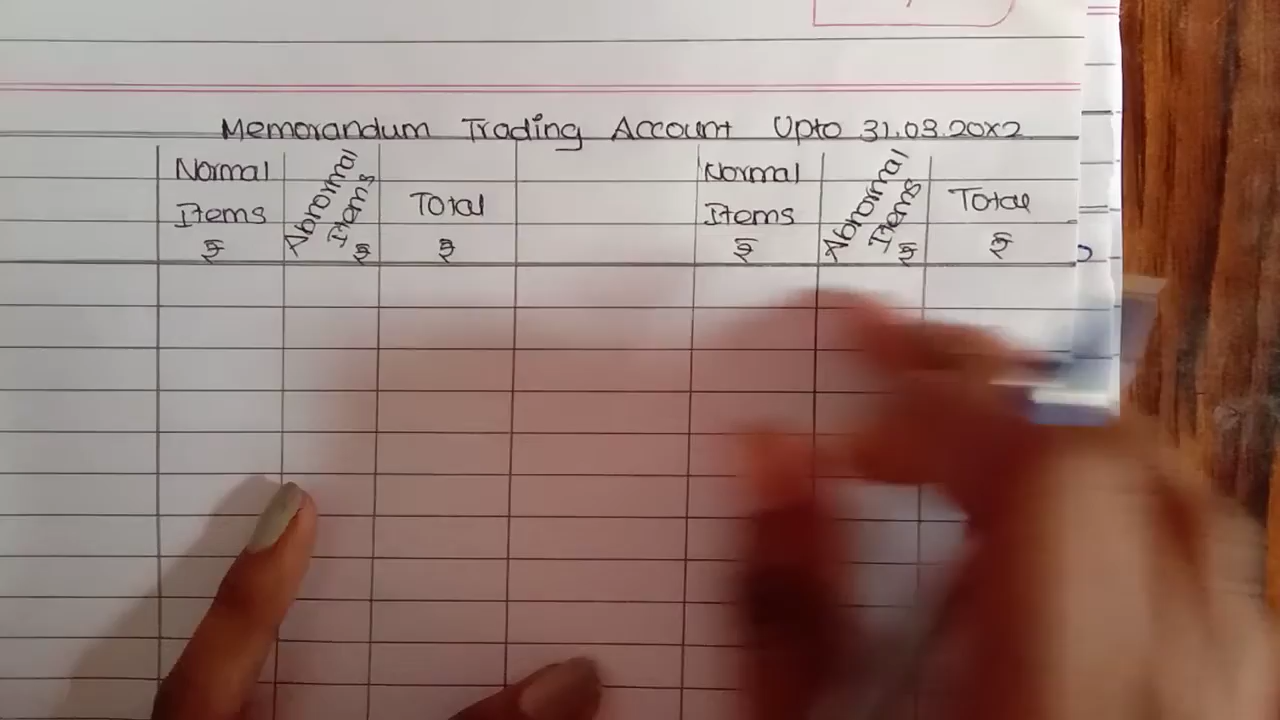 Memorandum Trading Account Upto 31.03.20x2
Normal Items ₹
Abnormal Items ₹
Total ₹
Normal Items ₹
Abnormal Items ₹
Total ₹